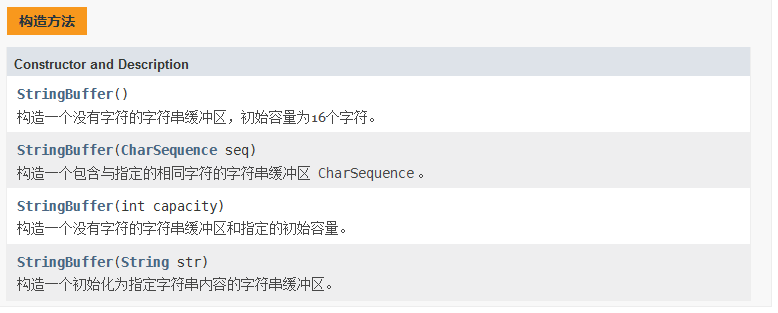 构造方法
Constructor and Description
StringBuffer()
构造一个没有字符的字符串缓冲区，初始容量为16个字符。
StringBuffer(CharSequence seq)
构造一个包含与指定的相同字符的字符串缓冲区 CharSequence 。
StringBuffer(int capacity)
构造一个没有字符的字符串缓冲区和指定的初始容量。
StringBuffer(String str)
构造一个初始化为指定字符串内容的字符串缓冲区。